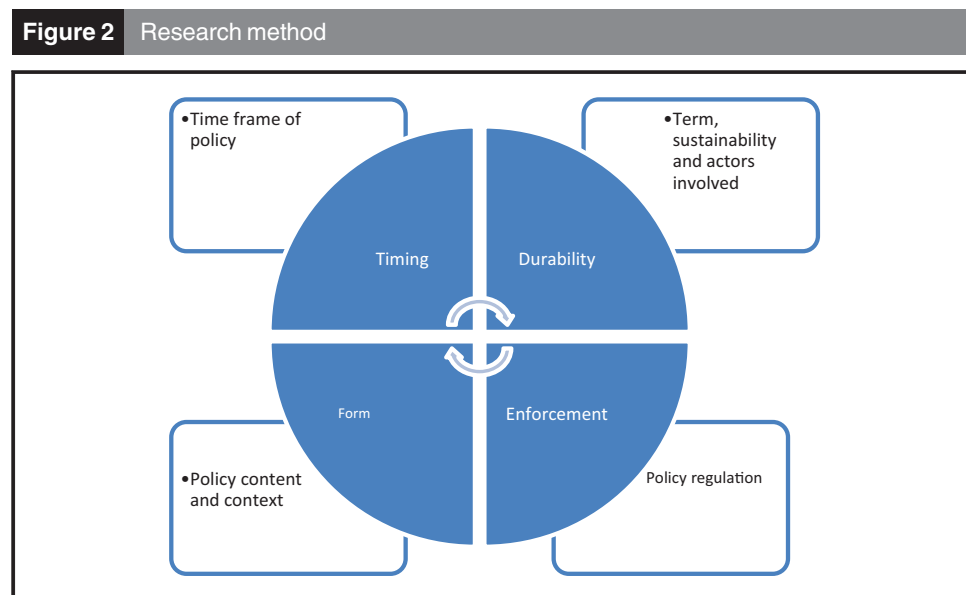 Figure 2 Research method
•Time frame of
policy
•Term,
sustainability
and actors
involved
Timing
Durability
Form
Enforcement
•Policy content
and context
Policy regulation